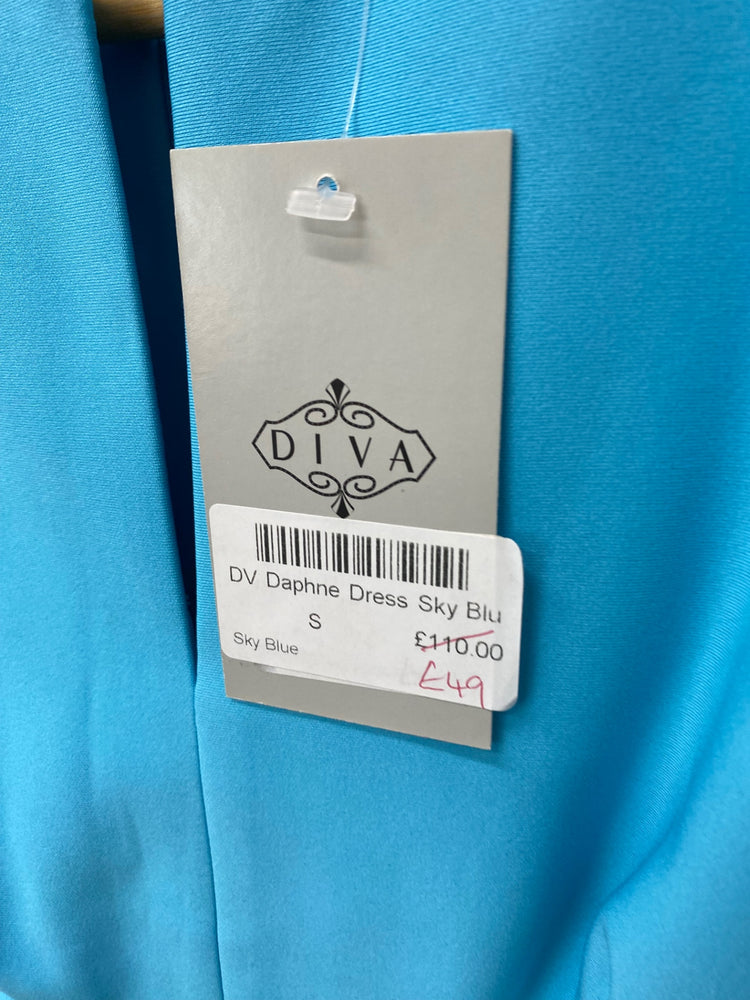 DIVA
DV Daphne Dress Sky Blu
S
£110.00
Sky Blue
£49